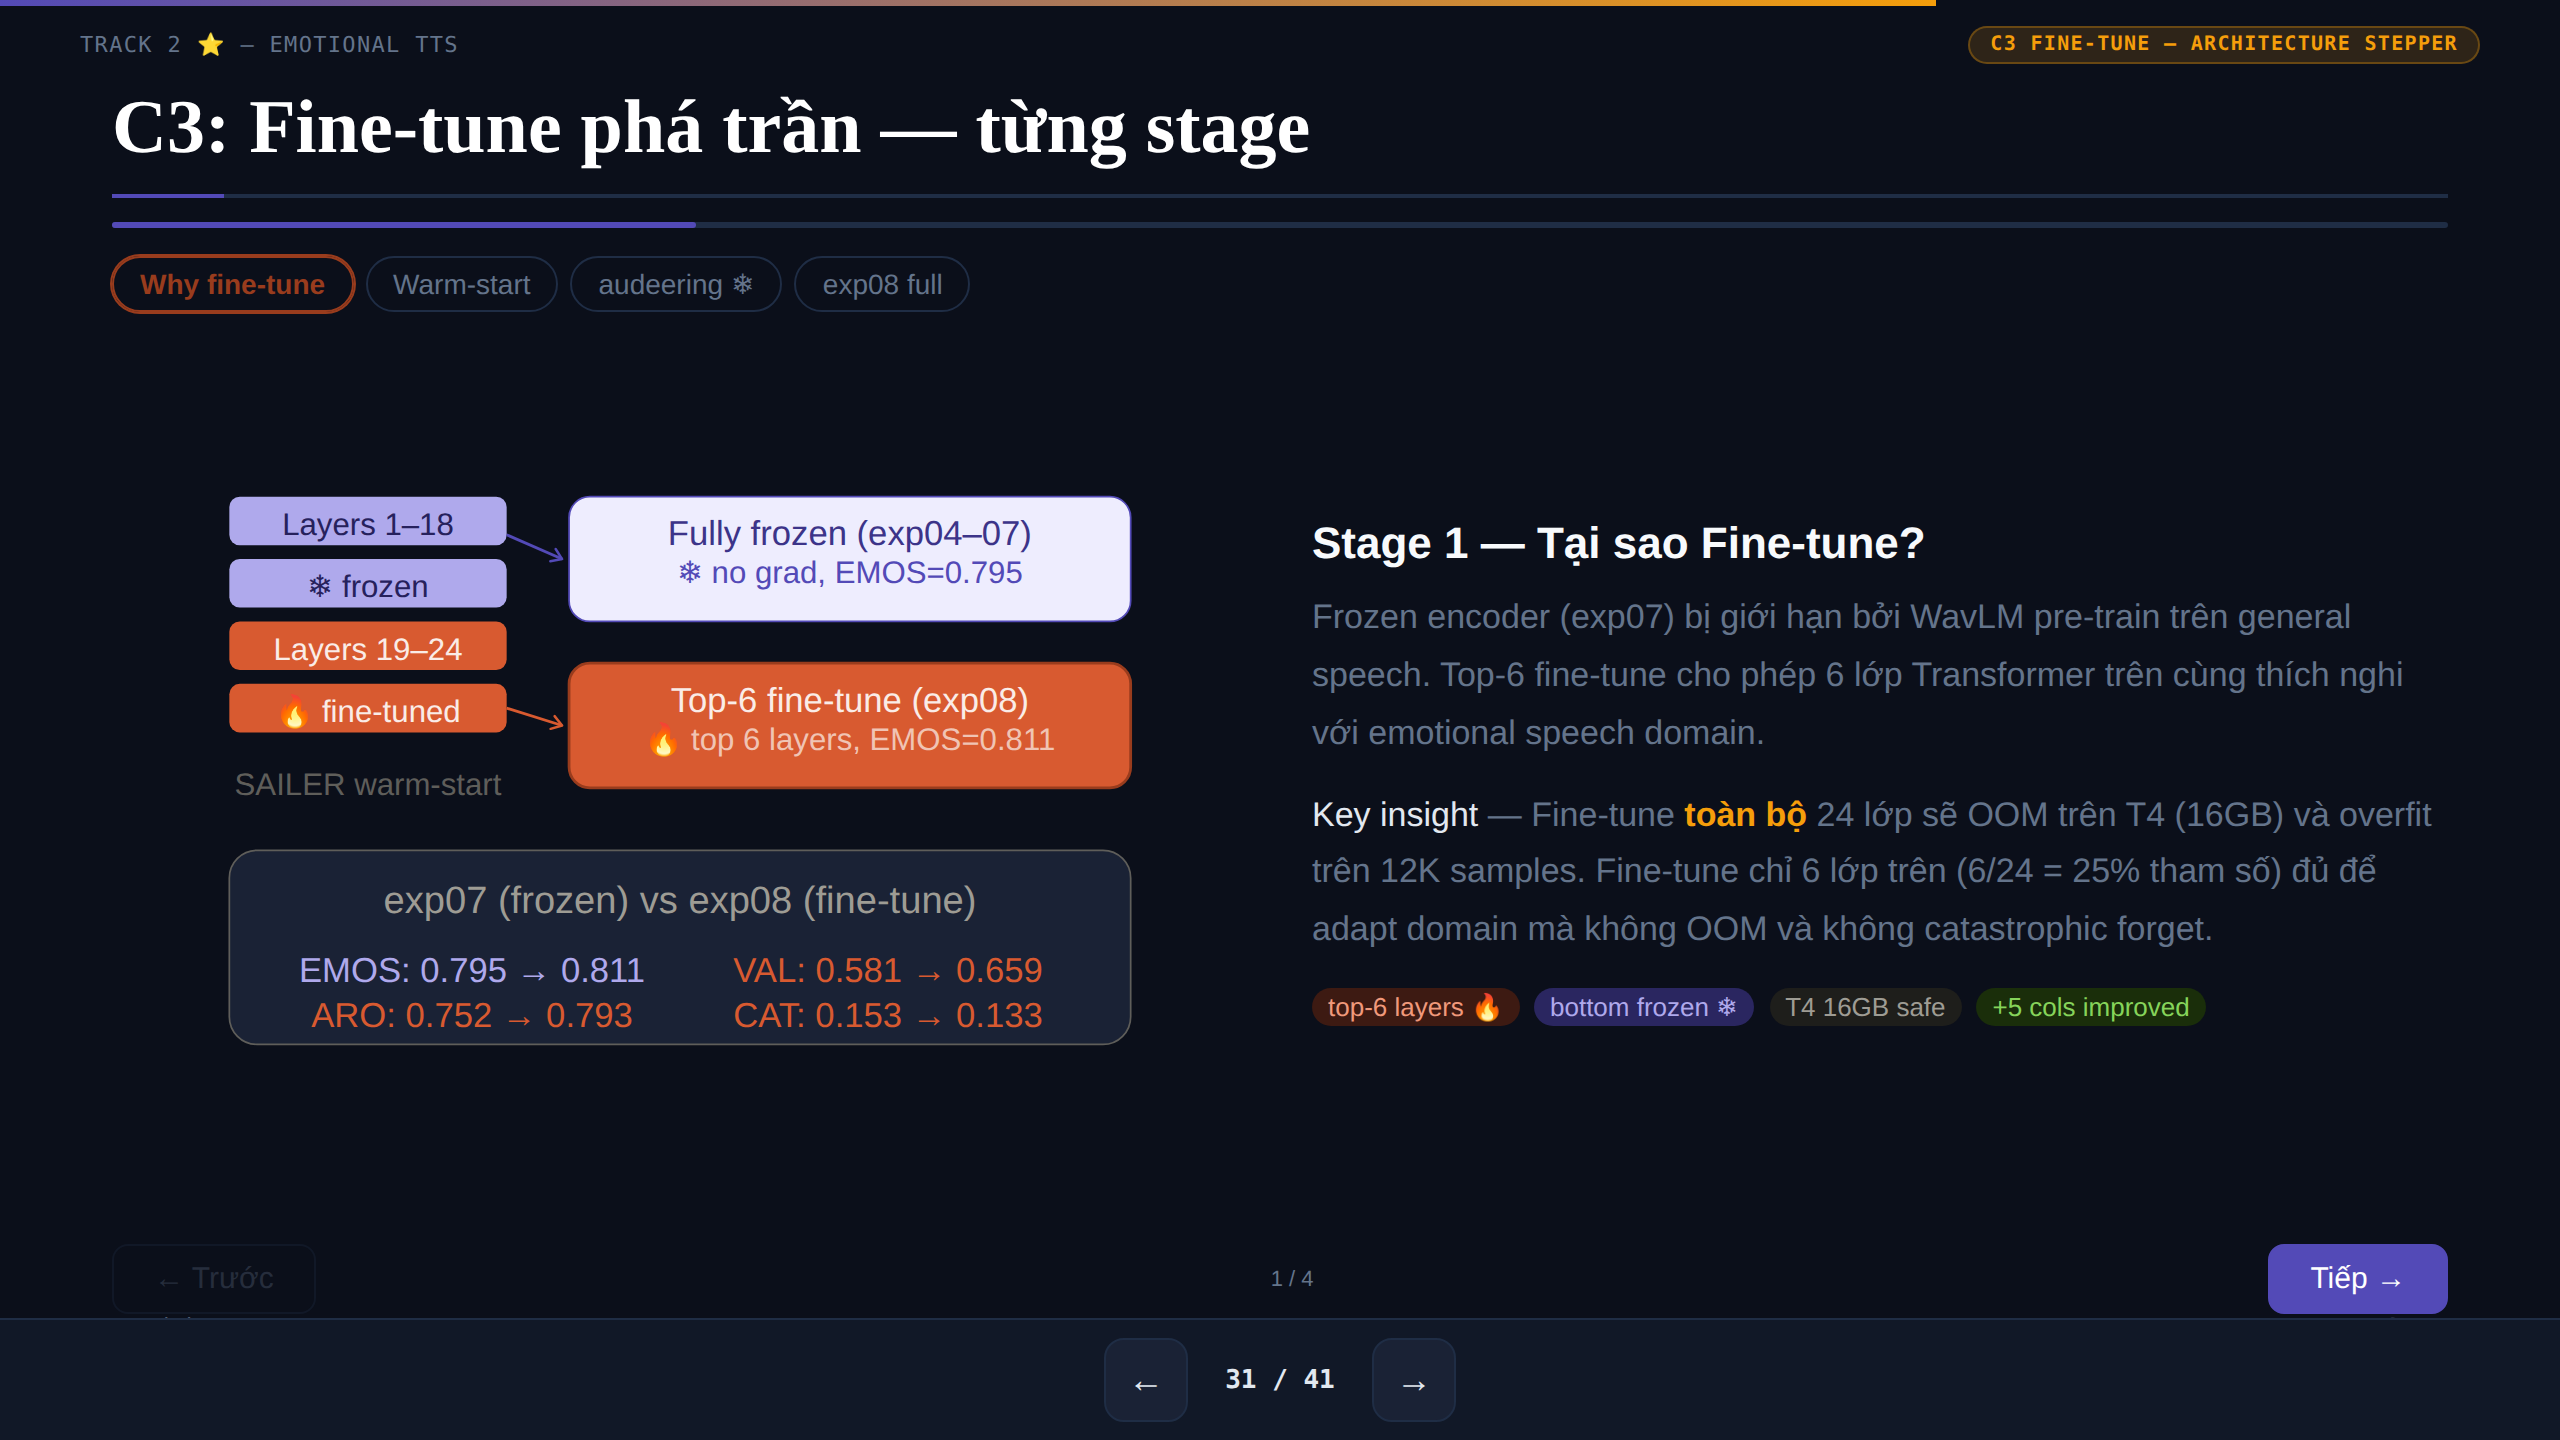 TRACK 2 ⭐ — EMOTIONAL TTS
C3 FINE-TUNE — ARCHITECTURE STEPPER
C3: Fine-tune phá trần — từng stage
Why fine-tune
Warm-start
audeering ❄
exp08 full
Layers 1–18
❄ frozen
Layers 19–24
🔥 fine-tuned
SAILER warm-start
Fully frozen (exp04–07)
❄ no grad, EMOS=0.795
Top-6 fine-tune (exp08)
🔥 top 6 layers, EMOS=0.811
exp07 (frozen) vs exp08 (fine-tune)
EMOS: 0.795 → 0.811
VAL: 0.581 → 0.659
ARO: 0.752 → 0.793
CAT: 0.153 → 0.133
Stage 1 — Tại sao Fine-tune?
Frozen encoder (exp07) bị giới hạn bởi WavLM pre-train trên general
speech. Top-6 fine-tune cho phép 6 lớp Transformer trên cùng thích nghi
với emotional speech domain.
Key insight — Fine-tune toàn bộ 24 lớp sẽ OOM trên T4 (16GB) và overfit
trên 12K samples. Fine-tune chỉ 6 lớp trên (6/24 = 25% tham số) đủ để
adapt domain mà không OOM và không catastrophic forget.
top-6 layers 🔥
bottom frozen ❄
T4 16GB safe
+5 cols improved
← Trước
1 / 4
Tiếp →
←
31 / 41
→